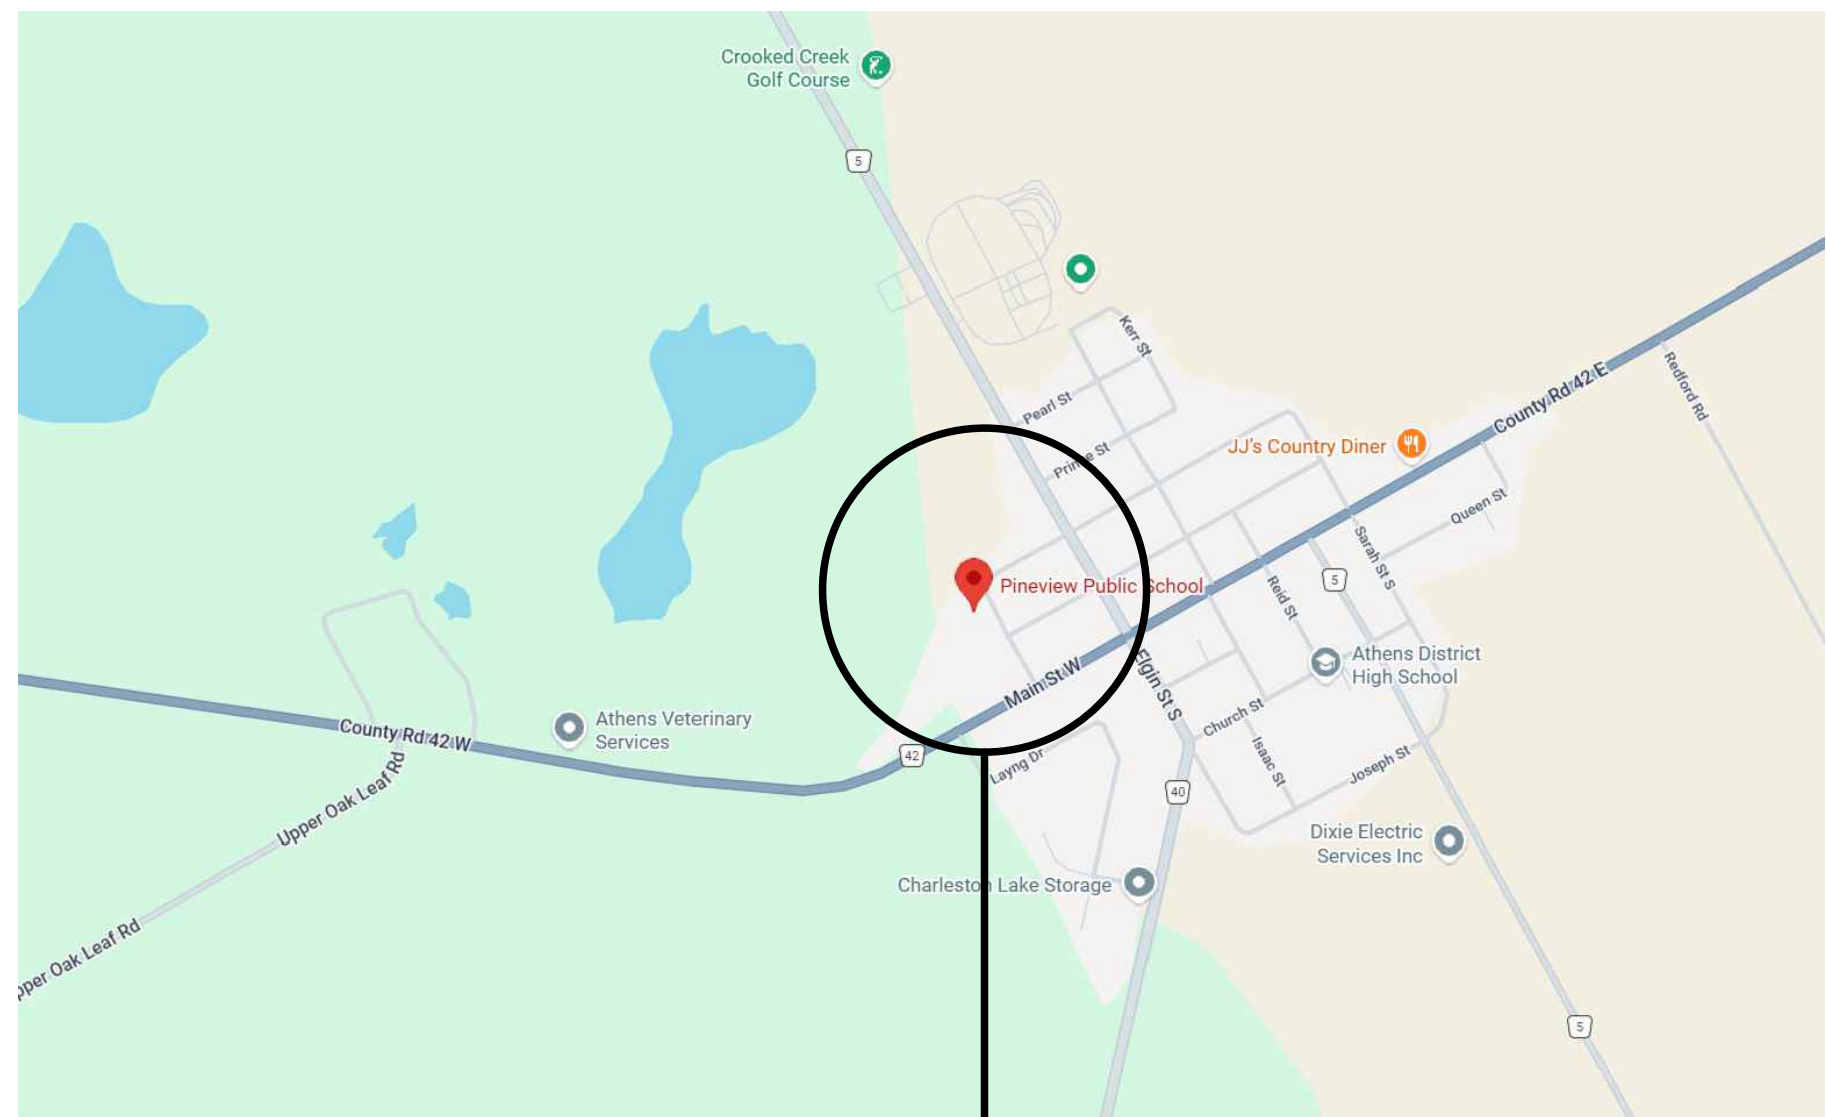 Crooked Creek
Golf Course
5
Kerr St
Pearl St
Prince St
JJ's Country Diner
County Rd 42 E
Redford Rd
Queen St
Sarah St S
5
Reid St
Pineview Public School
Athens District
High School
Elgin St S
Main St W
Church St
Isaac St
Joseph St
Layng Dr
42
40
Athens Veterinary
Services
County Rd 42 W
Upper Oak Leaf Rd
Dixie Electric
Services Inc
Charleston Lake Storage
pper Oak Leaf Rd
5